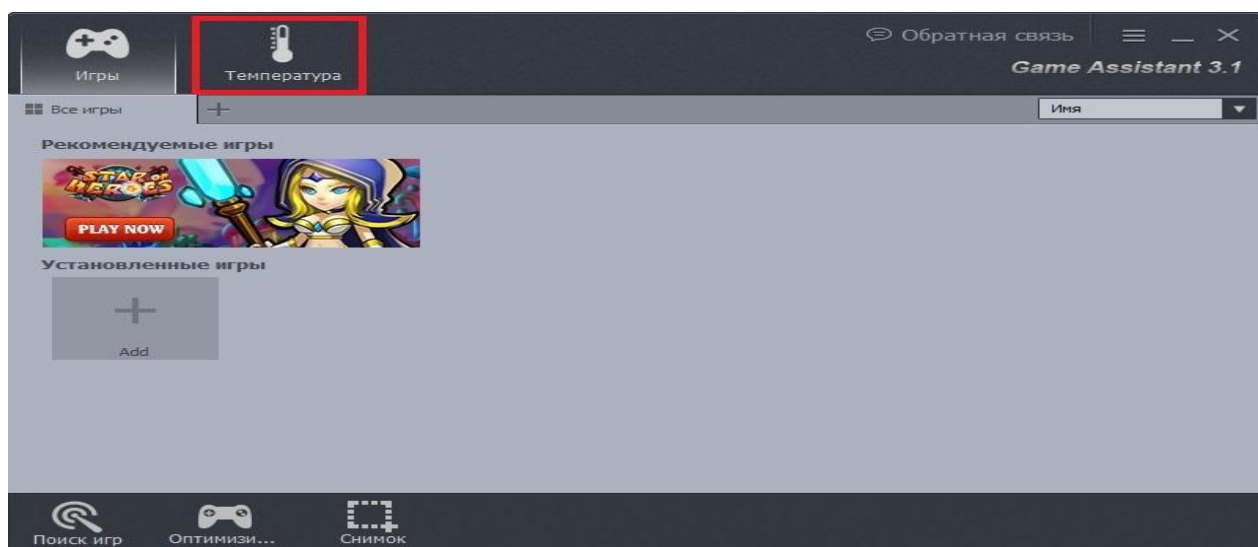 Обратная связь
Игры
Температура
Game Assistant 3.1
Все игры
Имя
Рекомендуемые игры
STAR OF
HEROES
PLAY NOW
Установленные игры
Add
Поиск игр
Оптимизи...
Снимок